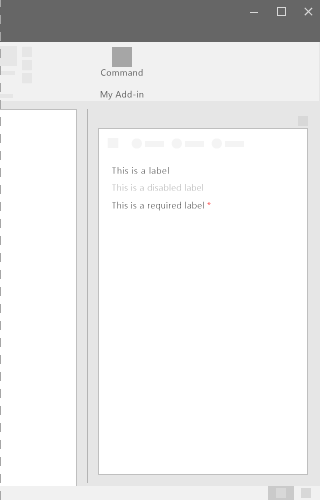 Command
My Add-in
This is a label
This is a disabled label
This is a required label *